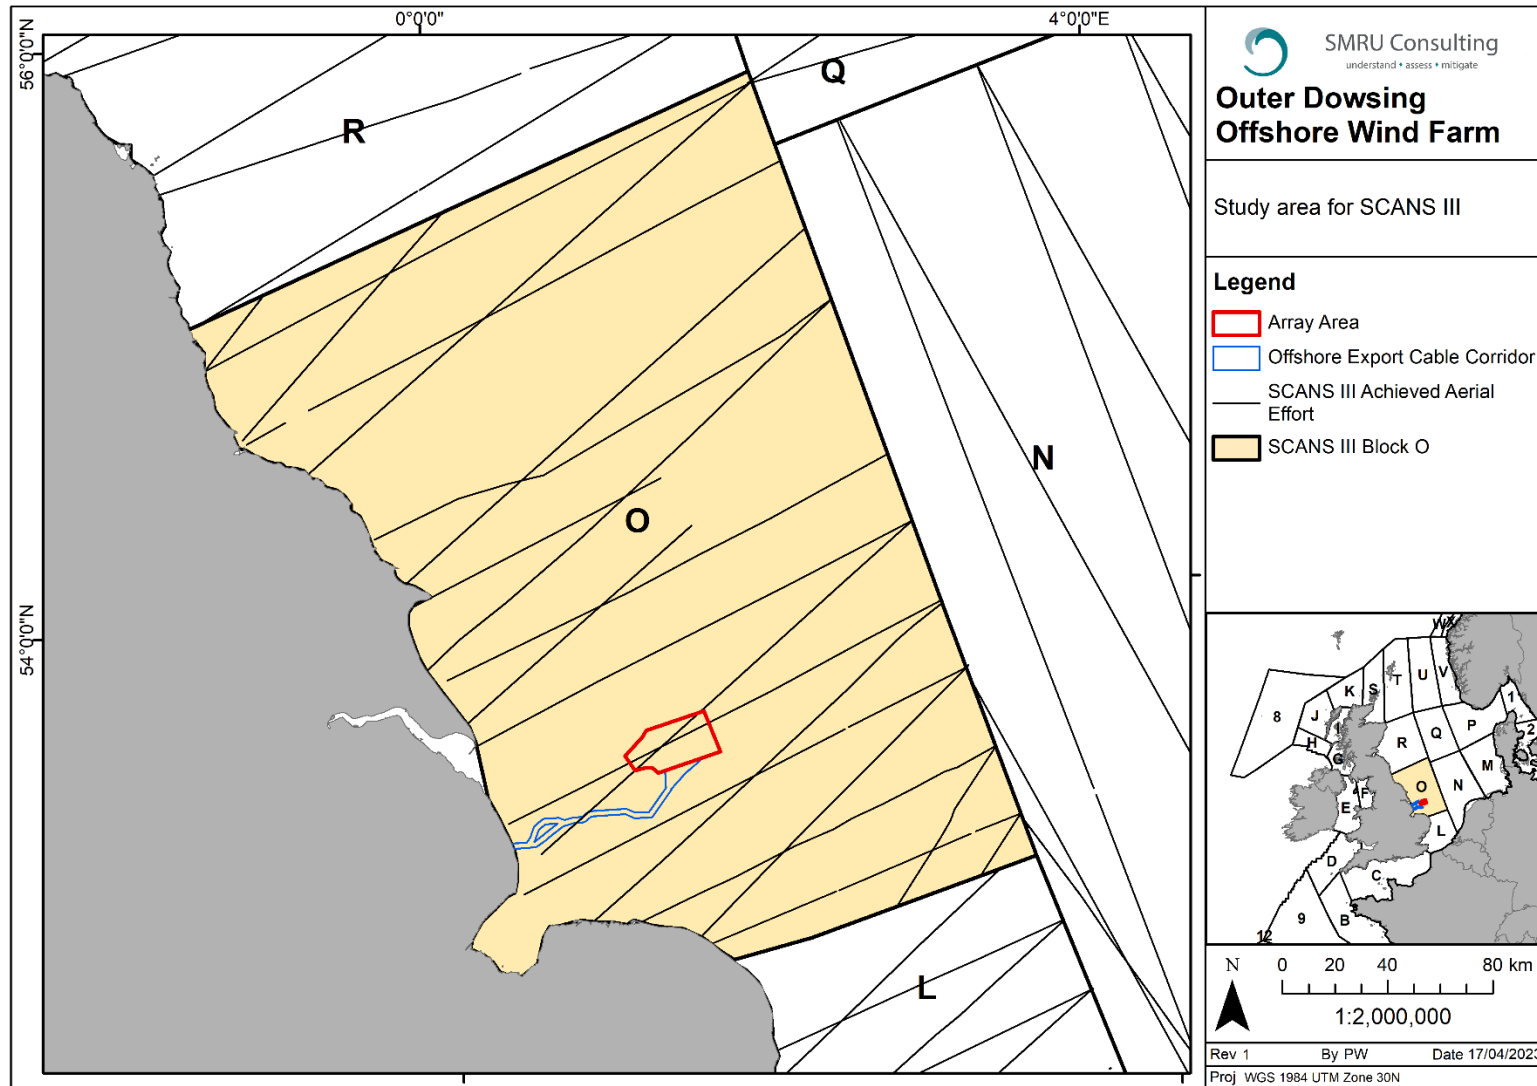 0°0'0"
4°0'0"E
56°0'0"N
54°0'0"N
R
Q
N
O
L
SMRU Consulting
understand • assess • mitigate
Outer Dowsing
Offshore Wind Farm
Study area for SCANS III
Legend
Array Area
Offshore Export Cable Corridor
SCANS III Achieved Aerial
Effort
SCANS III Block O
W
X
K
S
T
U
V
8
J
I
1
H
G
R
Q
P
2
M
O
N
E
F
L
D
C
9
B
12
N
0 20 40 80 km
1:2,000,000
Rev 1 By PW Date 17/04/2023
Proj WGS 1984 UTM Zone 30N